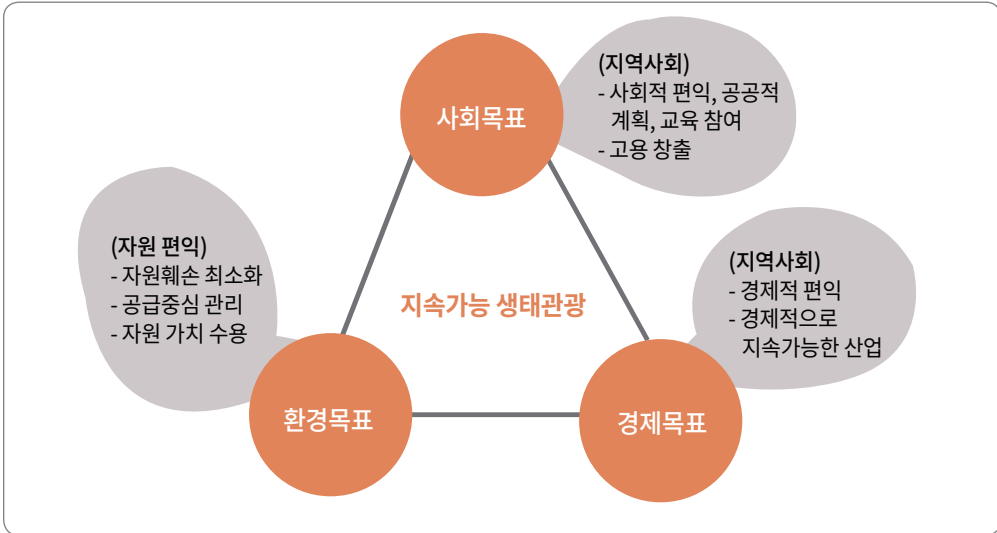 사회목표
(지역사회)
- 사회적 편익, 공공적
계획, 교육 참여
- 고용 창출
(자원 편익)
- 자원훼손 최소화
- 공급중심 관리
- 자원 가치 수용
(지역사회)
- 경제적 편익
- 경제적으로
지속가능한 산업
지속가능 생태관광
환경목표
경제목표